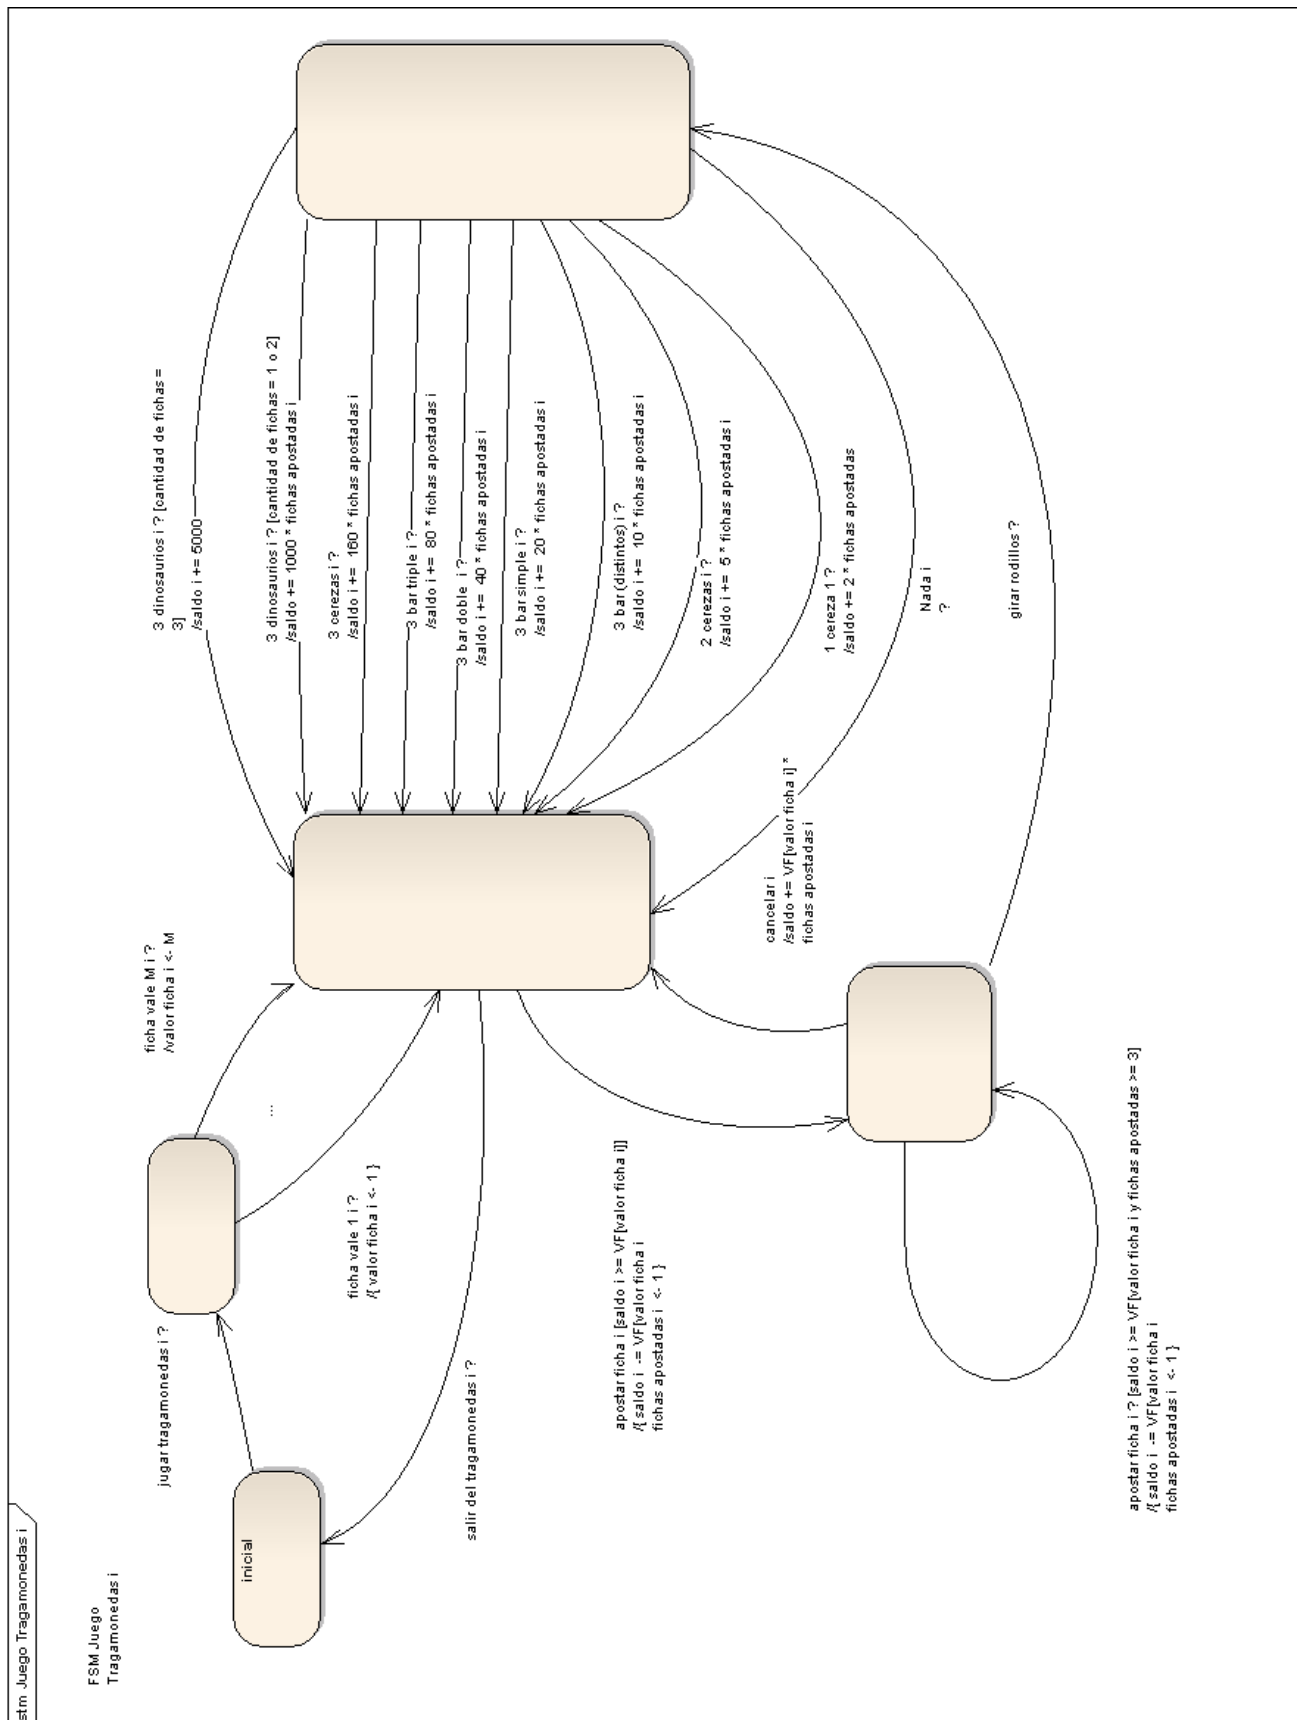 stm Juego Tragamonedas i
FSM Juego
Tragamonedas i
inicial
jugar tragamonedas i ?
ficha vale M i ?
/valor ficha i <- M
...
ficha vale 1 i ?
/{ valor ficha i <- 1 }
salir del tragamonedas i ?
apostar ficha i [saldo i >= VF[valor ficha i]]
/{ saldo i -= VF[valor ficha i
fichas apostadas i <- 1 }
apostar ficha i ? [saldo i >= VF[valor ficha i y fichas apostadas >= 3]
/{ saldo i -= VF[valor ficha i
fichas apostadas i <- 1 }
cancelar i
/saldo += VF[valor ficha i] *
fichas apostadas i
3 dinosaurios i ? [cantidad de fichas =
3]
/saldo i += 5000
3 dinosaurios i ? [cantidad de fichas = 1 o 2]
/saldo += 1000 * fichas apostadas i
3 cerezas i ?
/saldo i += 160 * fichas apostadas i
3 bar triple i ?
/saldo i += 80 * fichas apostadas i
3 bar doble i ?
/saldo i += 40 * fichas apostadas i
3 bar simple i ?
/saldo i += 20 * fichas apostadas i
3 bar (distintos) i ?
/saldo i += 10 * fichas apostadas i
2 cerezas i ?
/saldo i += 5 * fichas apostadas i
1 cereza 1 ?
/saldo += 2 * fichas apostadas
Nada i
?
girar rodillos ?